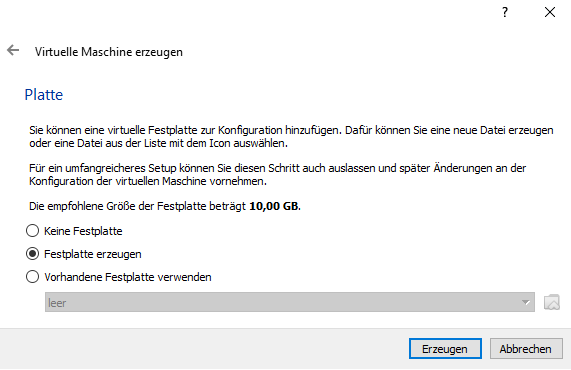 ?
Virtuelle Maschine erzeugen
Platte
Sie können eine virtuelle Festplatte zur Konfiguration hinzufügen. Dafür können Sie eine neue Datei erzeugen
oder eine Datei aus der Liste mit dem Icon auswählen.
Für ein umfangreicheres Setup können Sie diesen Schritt auch auslassen und später Änderungen an der
Konfiguration der virtuellen Maschine vornehmen.
Die empfohlene Größe der Festplatte beträgt 10,00 GB.
Keine Festplatte
Festplatte erzeugen
Vorhandene Festplatte verwenden
leer
Erzeugen Abbrechen